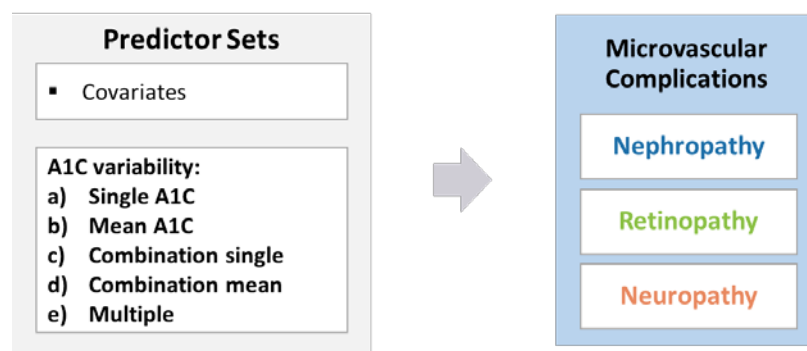 Predictor Sets
▪ Covariates
A1C variability:
a) Single A1C
b) Mean A1C
c) Combination single
d) Combination mean
e) Multiple
Microvascular
Complications
Nephropathy
Retinopathy
Neuropathy